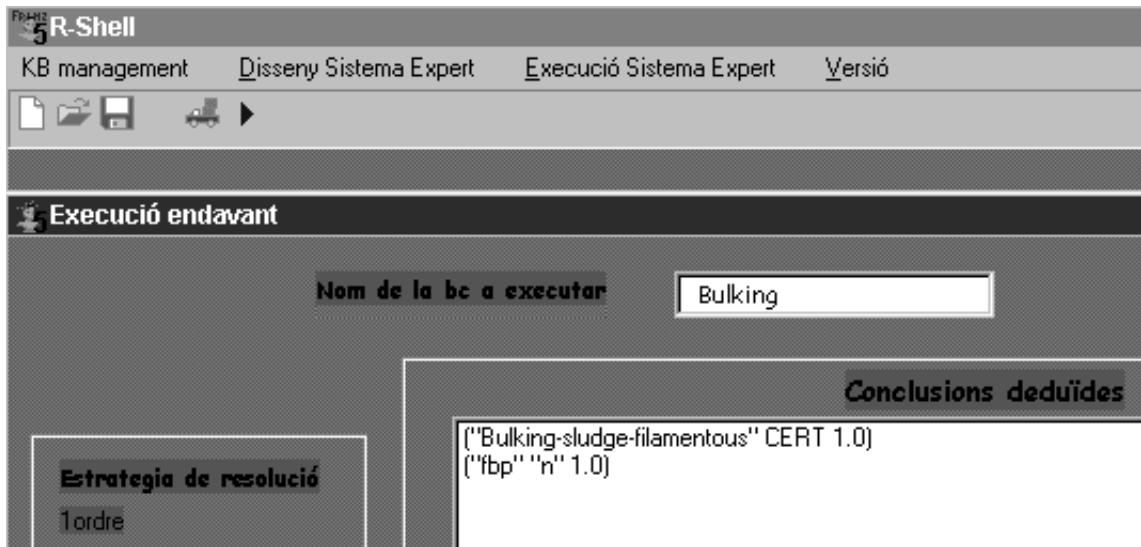 R-Shell
KB management Disseny Sistema Expert Execució Sistema Expert Versió
Execució endavant
Nom de la bc a executar Bulking
Conclusions deduïdes
("Bulking-sludge-filamentous" CERT 1.0)
("fbp" "n" 1.0)
Estrategia de resolució
1ordre